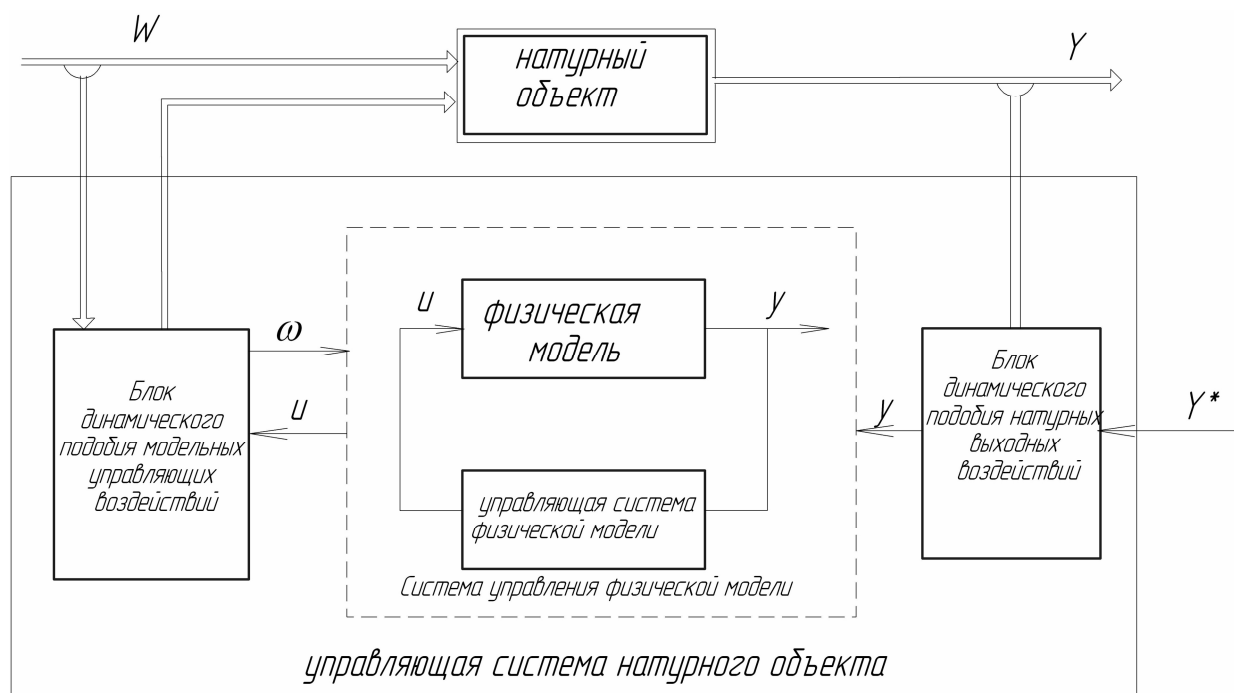 W
натурный
объект
Y
u
физическая
модель
y
ω
u
Блок
динамического
подобия модельных
управляющих
воздействий
управляющая система
физической модели
Система управления физической модели
y
Блок
динамического
подобия натурных
выходных
воздействий
Y*
управляющая система натурного объекта